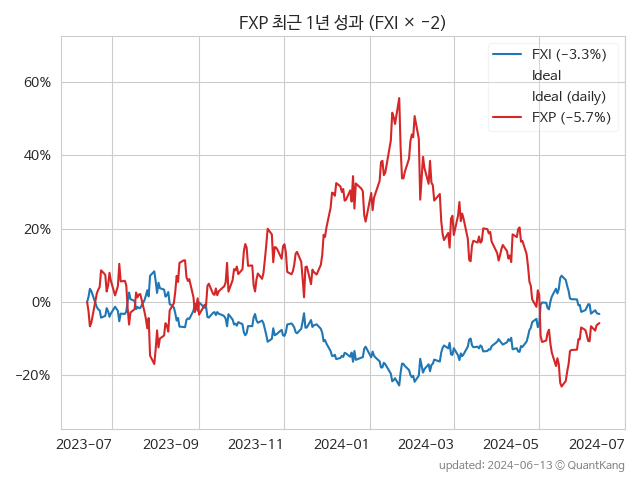 FXP 최근 1년 성과 (FXI × −2)
FXI (−3.3%)
Ideal
Ideal (daily)
FXP (−5.7%)
60%
40%
20%
0%
−20%
2023-07
2023-09
2023-11
2024-01
2024-03
2024-05
2024-07
updated: 2024-06-13 © QuantKang